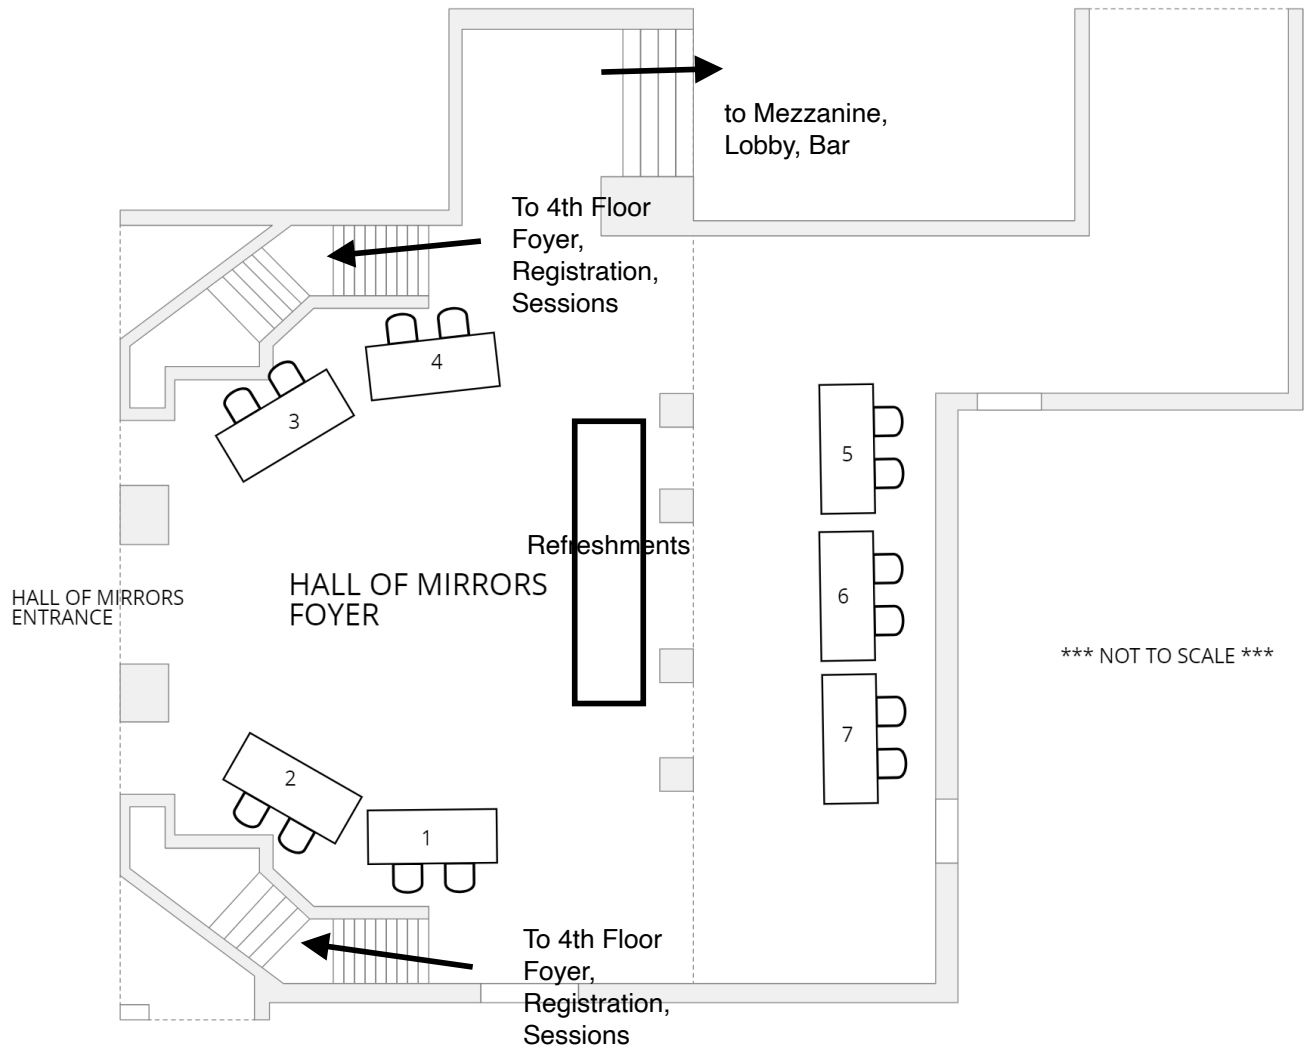 to Mezzanine,
Lobby, Bar
To 4th Floor
Foyer,
Registration,
Sessions
4
3
5
Refreshments
HALL OF MIRRORS
FOYER
HALL OF MIRRORS
ENTRANCE
6
*** NOT TO SCALE ***
7
2
1
To 4th Floor
Foyer,
Registration,
Sessions